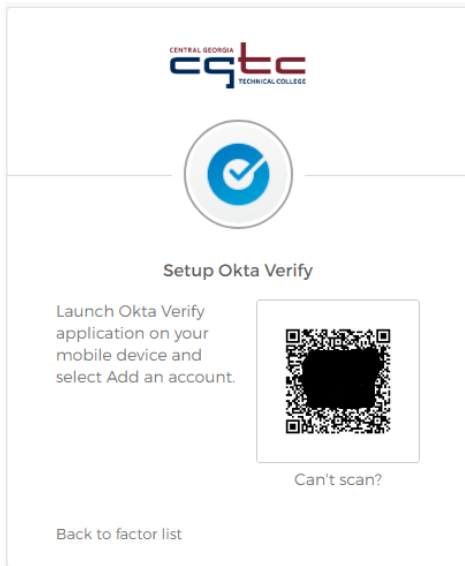 CENTRAL GEORGIA
cgtc
TECHNICAL COLLEGE
Setup Okta Verify
Launch Okta Verify
application on your
mobile device and
select Add an account.
Can't scan?
Back to factor list